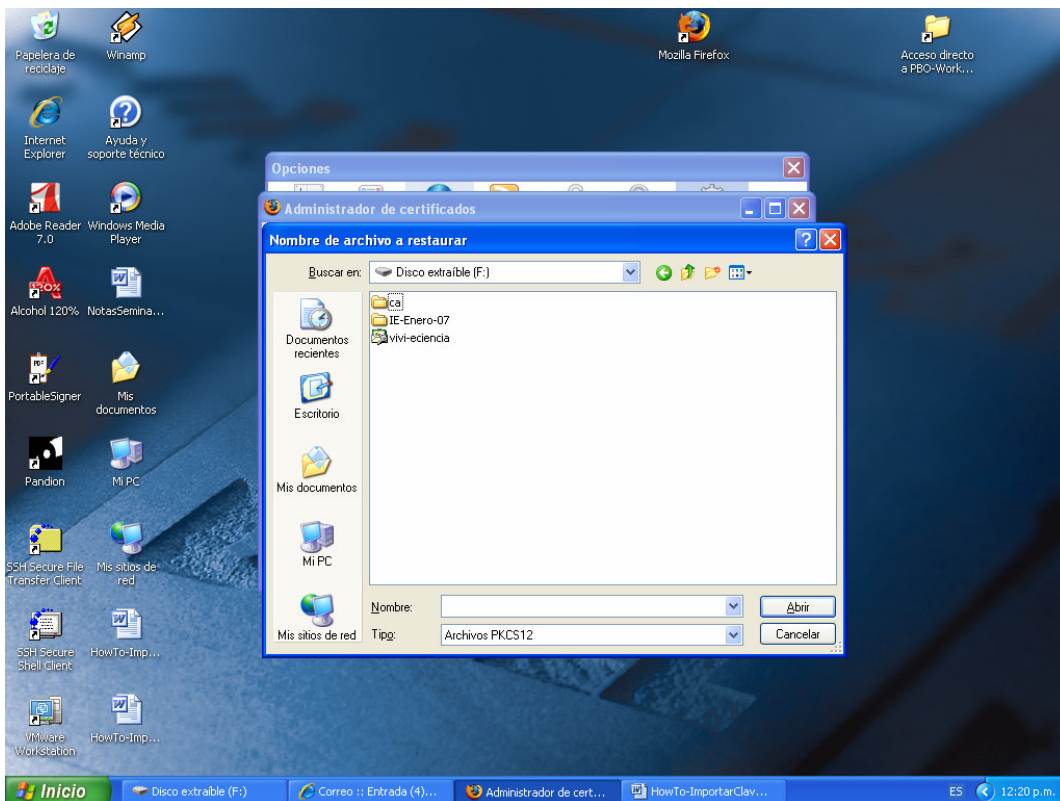 Papelera de
reciclaje
Winamp
Mozilla Firefox
Acceso directo
a PBO-Work...
Internet
Explorer
Ayuda y
soporte técnico
Adobe Reader
7.0
Windows Media
Player
Alcohol 120%
NotasSemina...
PortableSigner
Mis
documentos
Pandion
Mi PC
SSH Secure File
Transfer Client
Mis sitios de
red
SSH Secure
Shell Client
HowTo-Imp...
VMware
Workstation
HowTo-Imp...
Opciones
Administrador de certificados
Nombre de archivo a restaurar
Buscar en:
Disco extraíble (F:)
Documentos
recientes
Escritorio
Mis documentos
Mi PC
Mis sitios de red
ca
IE-Enero-07
vivi-eciencia
Nombre:
Abrir
Tipo:
Archivos PKCS12
Cancelar
Inicio
Disco extraíble (F:)
Correo :: Entrada (4)...
Administrador de cert...
HowTo-ImportarClav...
ES
12:20 p.m.